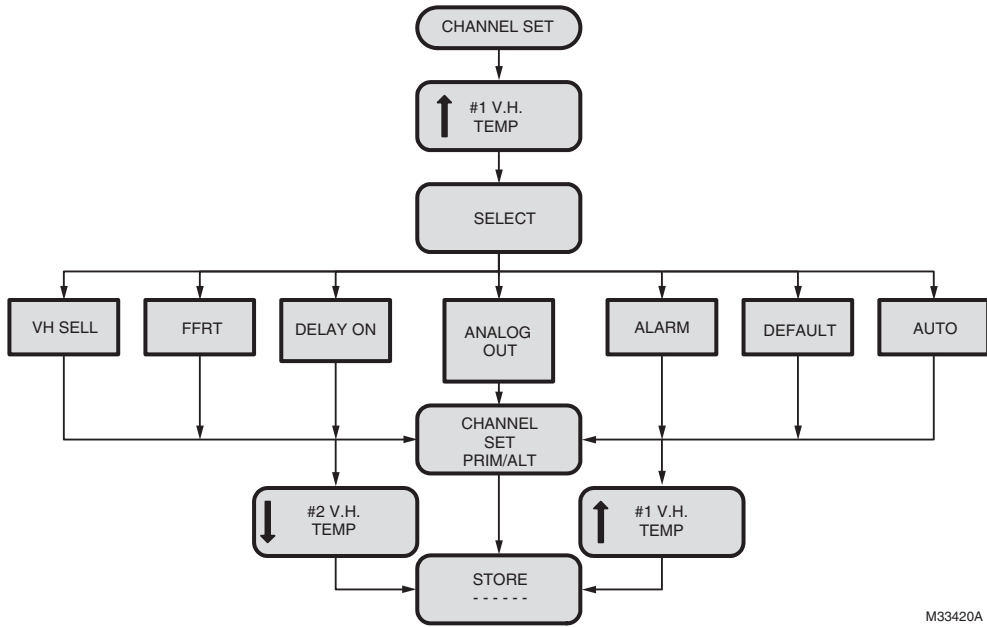 CHANNEL SET
#1 V.H.
TEMP
SELECT
VH SELL
FFRT
DELAY ON
ANALOG
OUT
ALARM
DEFAULT
AUTO
CHANNEL
SET
PRIM/ALT
#2 V.H.
TEMP
#1 V.H.
TEMP
STORE
- - - - - -
M33420A